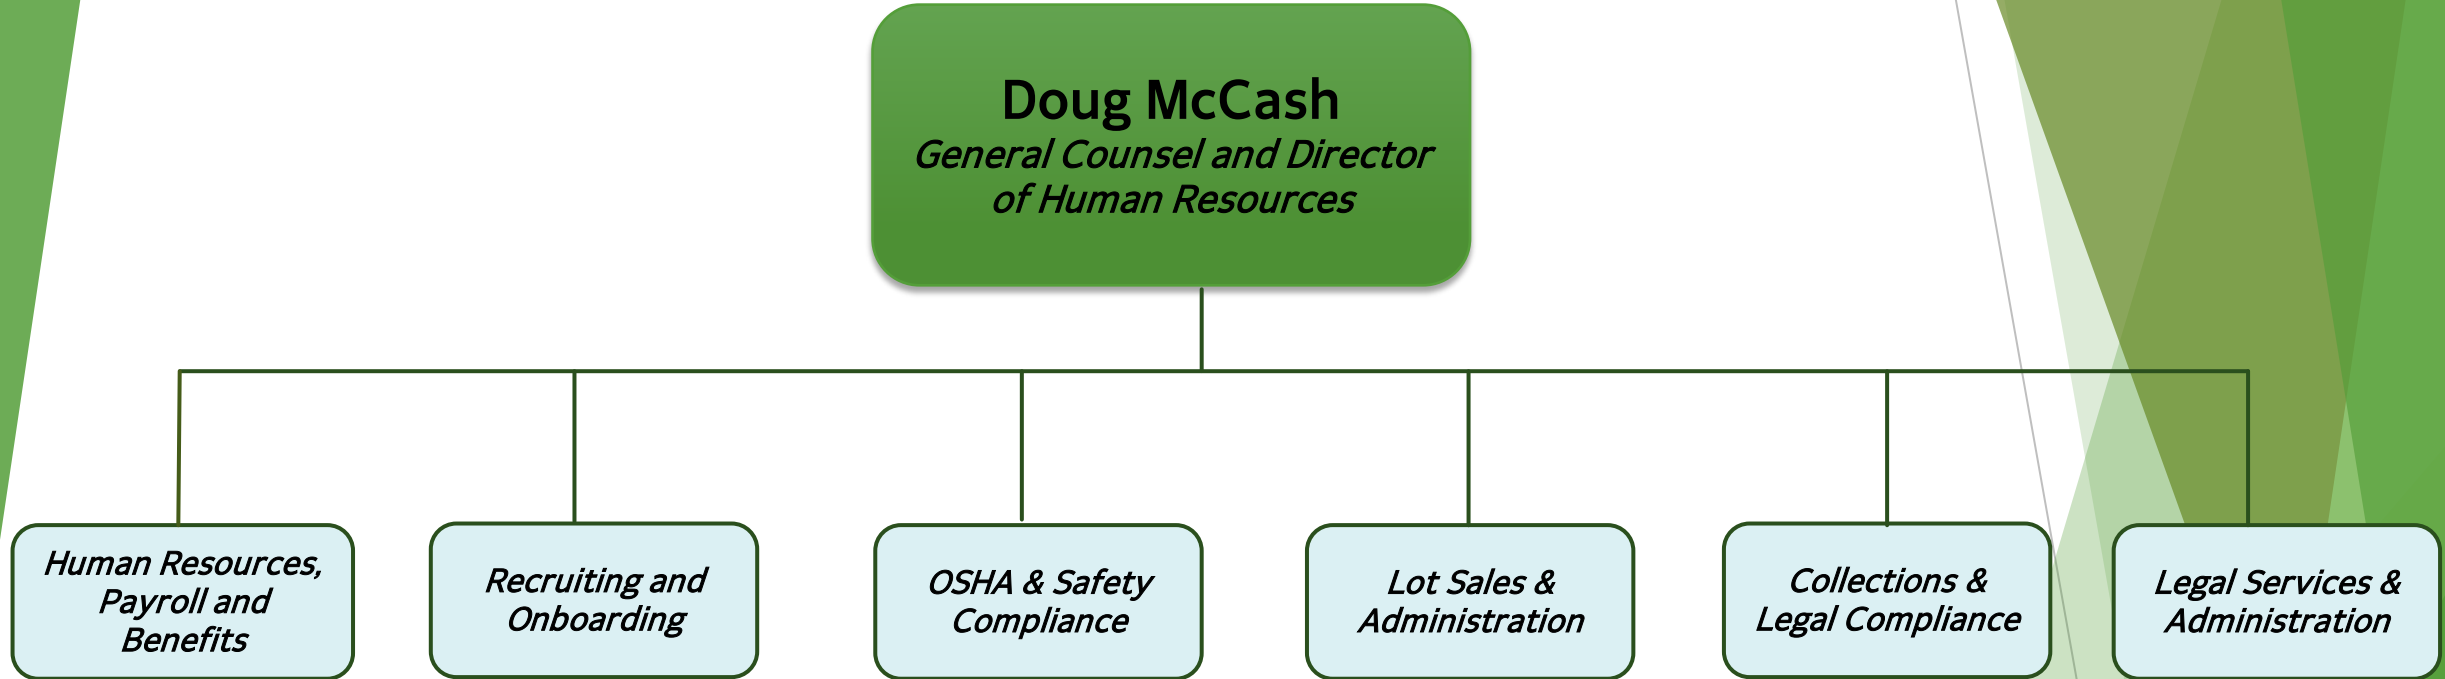 Doug McCash
General Counsel and Director
of Human Resources
Human Resources,
Payroll and
Benefits
Recruiting and
Onboarding
OSHA & Safety
Compliance
Lot Sales &
Administration
Collections &
Legal Compliance
Legal Services &
Administration